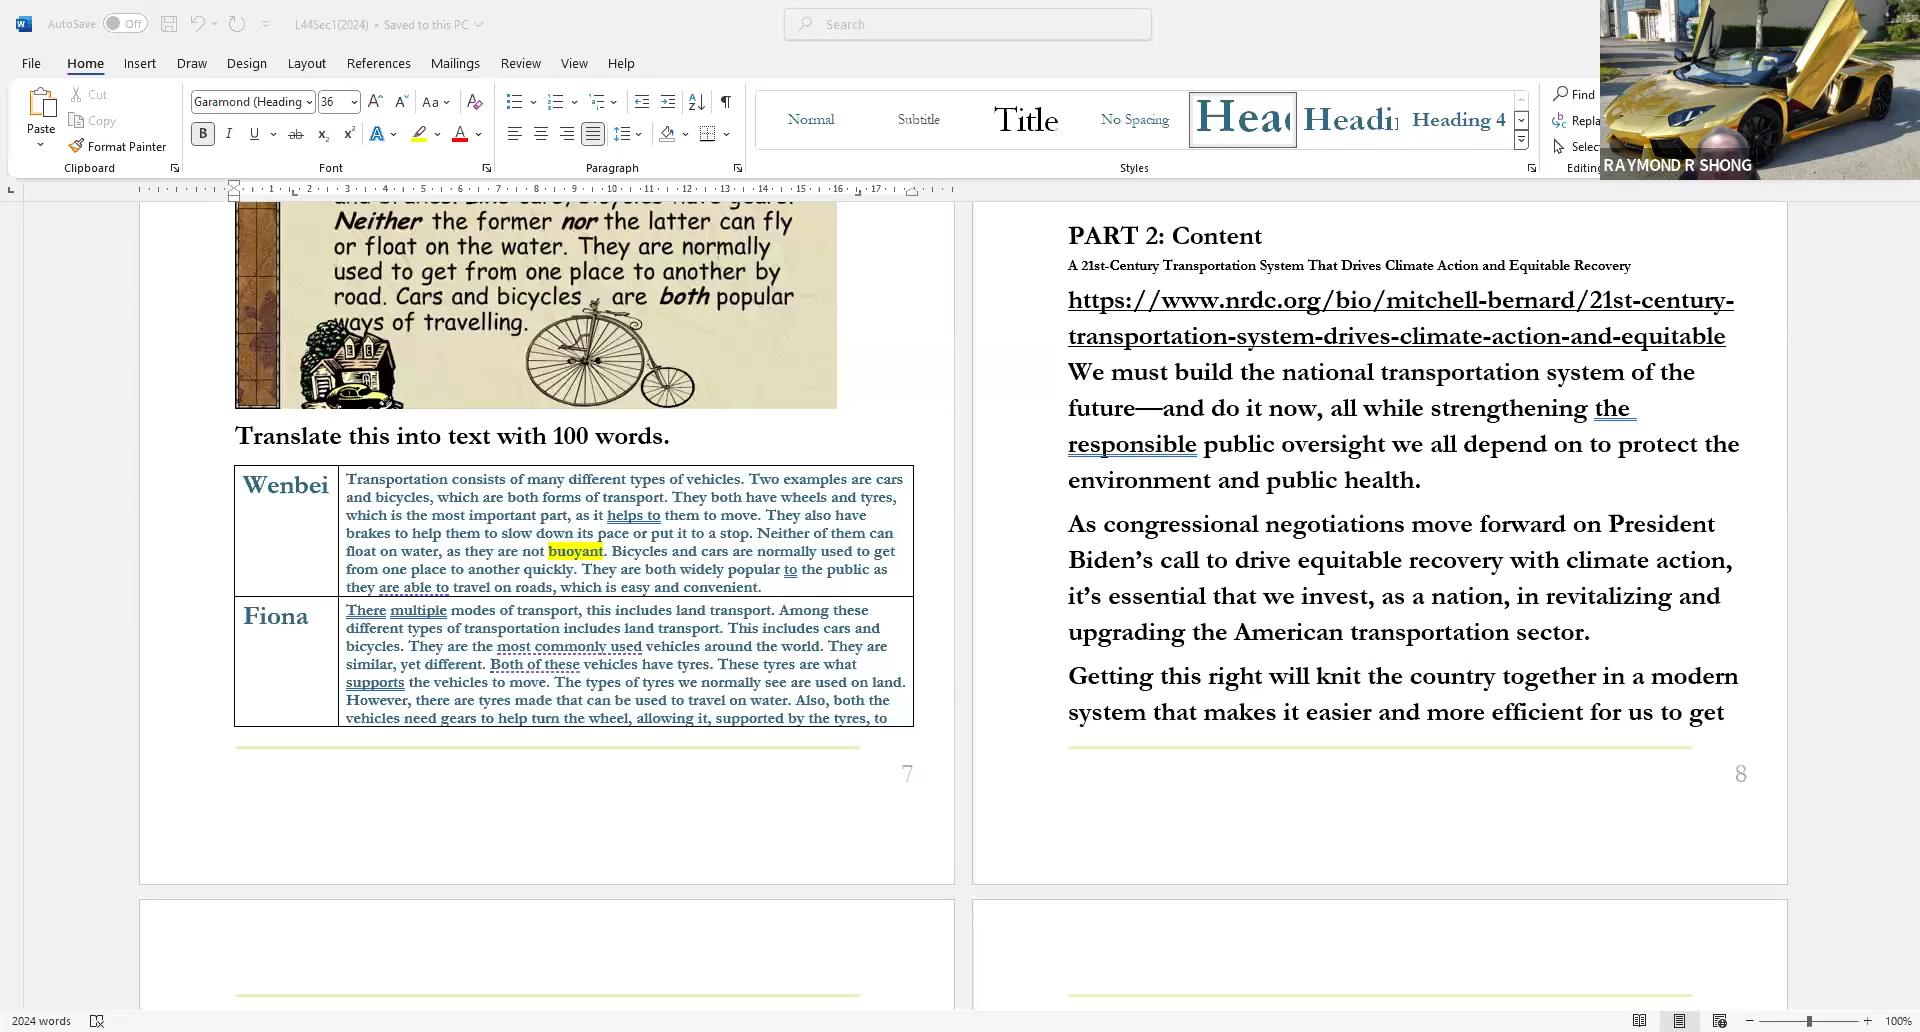 AutoSave Off L44Sec1(2024) • Saved to this PC
Search
File Home Insert Draw Design Layout References Mailings Review View Help
Paste
Cut
Copy
Format Painter
Clipboard
Garamond (Heading 36
Font
Paragraph
Normal Subtitle Title No Spacing Heading 4
Styles
Find
Editing
RAYMOND R SHONG
1 2 3 4 5 6 7 8 9 10 11 12 13 14 15 16 17
Neither the former nor the latter can fly
or float on the water. They are normally
used to get from one place to another by
road. Cars and bicycles are both popular
ways of travelling.
Translate this into text with 100 words.
Wenbei
Transportation consists of many different types of vehicles. Two examples are cars
and bicycles, which are both forms of transport. They both have wheels and tyres,
which is the most important part, as it helps to them to move. They also have
brakes to help them to slow down its pace or put it to a stop. Neither of them can
float on water, as they are not buoyant. Bicycles and cars are normally used to get
from one place to another quickly. They are both widely popular to the public as
they are able to travel on roads, which is easy and convenient.
Fiona
There multiple modes of transport, this includes land transport. Among these
different types of transportation includes land transport. This includes cars and
bicycles. They are the most commonly used vehicles around the world. They are
similar, yet different. Both of these vehicles have tyres. These tyres are what
supports the vehicles to move. The types of tyres we normally see are used on land.
However, there are tyres made that can be used to travel on water. Also, both the
vehicles need gears to help turn the wheel, allowing it, supported by the tyres, to
7
PART 2: Content
A 21st-Century Transportation System That Drives Climate Action and Equitable Recovery
https://www.nrdc.org/bio/mitchell-bernard/21st-century-
transportation-system-drives-climate-action-and-equitable
We must build the national transportation system of the
future—and do it now, all while strengthening the
responsible public oversight we all depend on to protect the
environment and public health.
As congressional negotiations move forward on President
Biden’s call to drive equitable recovery with climate action,
it’s essential that we invest, as a nation, in revitalizing and
upgrading the American transportation sector.
Getting this right will knit the country together in a modern
system that makes it easier and more efficient for us to get
8
2024 words
100%